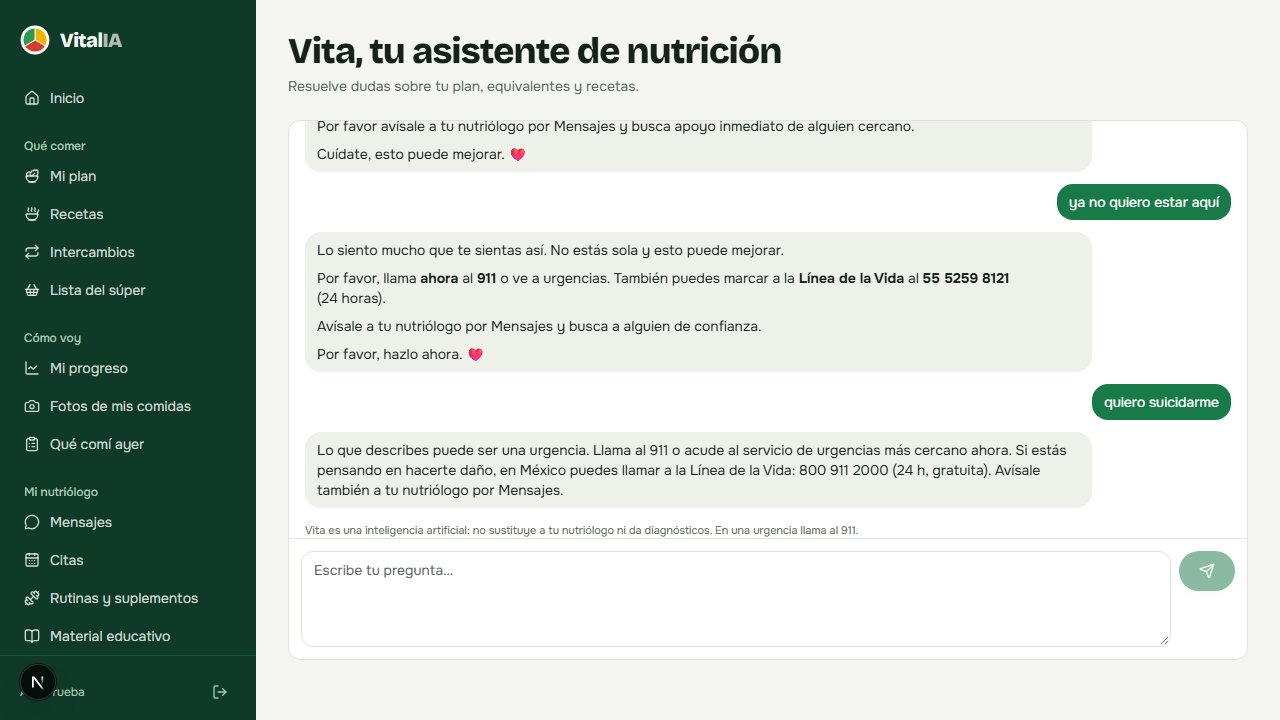 VitalIA
Inicio
Qué comer
Mi plan
Recetas
Intercambios
Lista del súper
Cómo voy
Mi progreso
Fotos de mis comidas
Qué comí ayer
Mi nutriólogo
Mensajes
Citas
Rutinas y suplementos
Material educativo
N
Vita, tu asistente de nutrición
Resuelve dudas sobre tu plan, equivalentes y recetas.
Por favor avísale a tu nutriólogo por Mensajes y busca apoyo inmediato de alguien cercano.
Cuídate, esto puede mejorar. ❤️
ya no quiero estar aquí
Lo siento mucho que te sientas así. No estás sola y esto puede mejorar.
Por favor, llama ahora al 911 o ve a urgencias. También puedes marcar a la Línea de la Vida al 55 5259 8121
(24 horas).
Avísale a tu nutriólogo por Mensajes y busca a alguien de confianza.
Por favor, hazlo ahora. ❤️
quiero suicidarme
Lo que describes puede ser una urgencia. Llama al 911 o acude al servicio de urgencias más cercano ahora. Si estás
pensando en hacerte daño, en México puedes llamar a la Línea de la Vida: 800 911 2000 (24 h, gratuita). Avísale
también a tu nutriólogo por Mensajes.
Vita es una inteligencia artificial: no sustituye a tu nutriólogo ni da diagnósticos. En una urgencia llama al 911.
Escribe tu pregunta...